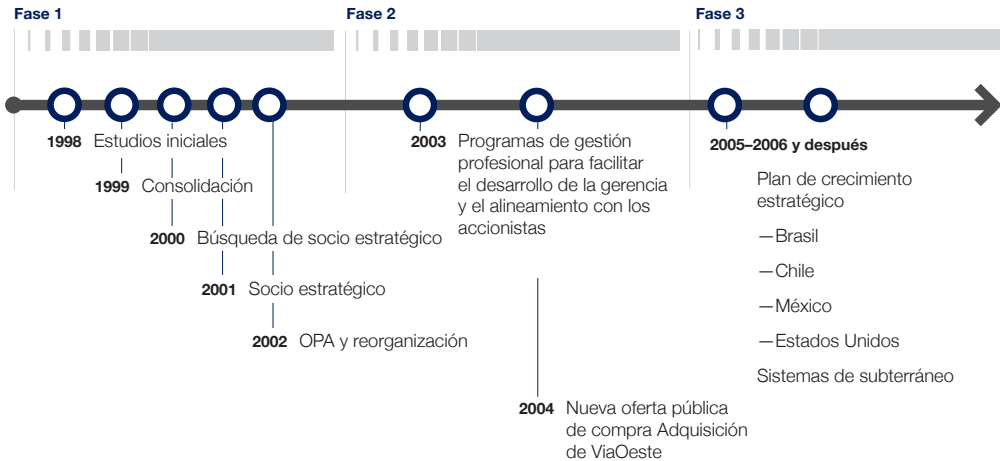 Fase 1
Fase 2
Fase 3
1998 Estudios iniciales
1999 Consolidación
2000 Búsqueda de socio estratégico
2001 Socio estratégico
2002 OPA y reorganización
2003 Programas de gestión
profesional para facilitar
el desarrollo de la gerencia
y el alineamiento con los
accionistas
2004 Nueva oferta pública
de compra Adquisición
de ViaOeste
2005–2006 y después
Plan de crecimiento
estratégico
—Brasil
—Chile
—México
—Estados Unidos
Sistemas de subterráneo